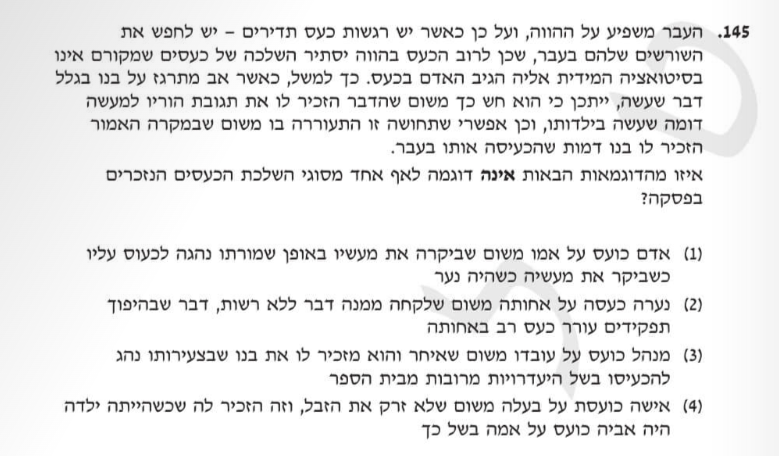 145. העבר משפיע על ההווה, ועל כן כאשר יש רגשות כעס תדירים – יש לחפש את
השורשים שלהם בעבר, שכן לרוב הכעס בהווה יסתיר השלכה של כעסים שמקורם אינו
בסיטואציה המידית אליה הגיב האדם בכעס. כך למשל, כאשר אב מתרגז על בנו בגלל
דבר שעשה, ייתכן כי הוא חש כך משום שהדבר הזכיר לו את תגובת הוריו למעשה
דומה שעשה בילדותו, וכן אפשרי שתחושה זו התעוררה בו משום שבמקרה האמור
הזכיר לו בנו דמות שהכעיסה אותו בעבר.
איזו מהדוגמאות הבאות אינה דוגמה לאף אחד מסוגי השלכת הכעסים הנזכרים
בפסקה?
(1) אדם כועס על אמו משום שביקרה את מעשיו באופן שמורתו נהגה לכעוס עליו
כשביקר את מעשיה כשהיה נער
(2) נערה כעסה על אחותה משום שלקחה ממנה דבר ללא רשות, דבר שבהיפוך
תפקידים עורר כעס רב באחותה
(3) מנהל כועס על עובדו משום שאיחר והוא מזכיר לו את בנו שבצעירותו נהג
להכעיסו בשל היעדרויות מרובות מבית הספר
(4) אישה כועסת על בעלה משום שלא זרק את הזבל, וזה הזכיר לה שכשהייתה ילדה
היה אביה כועס על אמה בשל כך